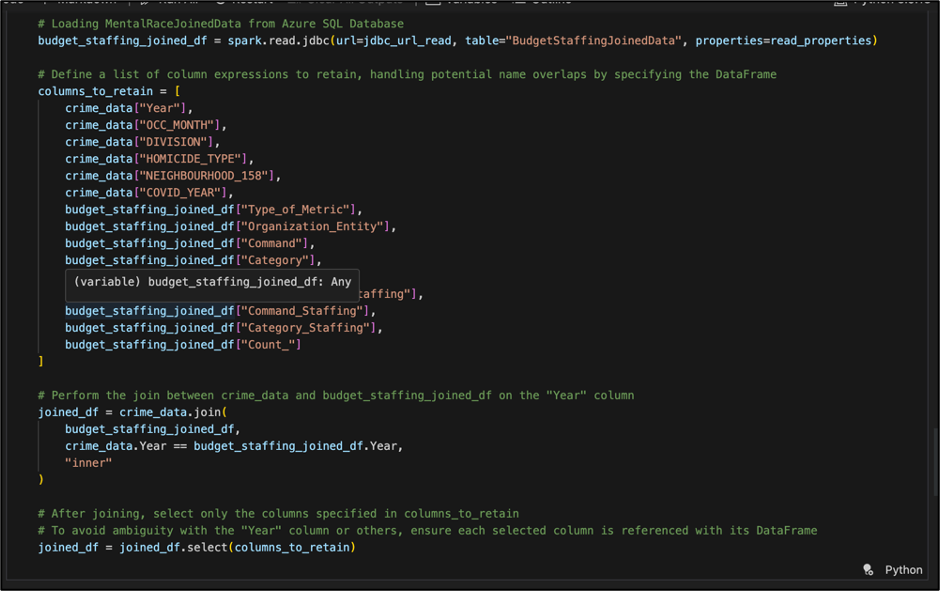 # Loading MentalRaceJoinedData from Azure SQL Database
budget_staffing_joined_df = spark.read.jdbc(url=jdbc_url_read, table="BudgetStaffingJoinedData", properties=read_properties)
# Define a list of column expressions to retain, handling potential name overlaps by specifying the DataFrame
columns_to_retain = [
crime_data["Year"],
crime_data["OCC_MONTH"],
crime_data["DIVISION"],
crime_data["HOMICIDE_TYPE"],
crime_data["NEIGHBOURHOOD_158"],
crime_data["COVID_YEAR"],
budget_staffing_joined_df["Type_of_Metric"],
budget_staffing_joined_df["Organization_Entity"],
budget_staffing_joined_df["Command"],
budget_staffing_joined_df["Category"],
(variable) budget_staffing_joined_df: Any
taffing"],
budget_staffing_joined_df["Command_Staffing"],
budget_staffing_joined_df["Category_Staffing"],
budget_staffing_joined_df["Count_"]
]
# Perform the join between crime_data and budget_staffing_joined_df on the "Year" column
joined_df = crime_data.join(
budget_staffing_joined_df,
crime_data.Year == budget_staffing_joined_df.Year,
"inner"
)
# After joining, select only the columns specified in columns_to_retain
# To avoid ambiguity with the "Year" column or others, ensure each selected column is referenced with its DataFrame
joined_df = joined_df.select(columns_to_retain)
Python